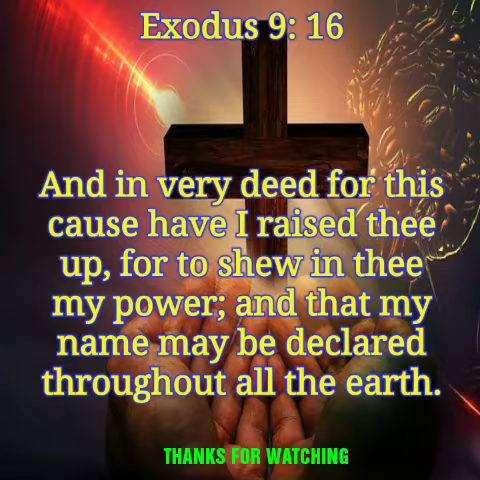 Exodus 9: 16
And in very deed for this
cause have I raised thee
up, for to shew in thee
my power; and that my
name may be declared
throughout all the earth.
THANKS FOR WATCHING